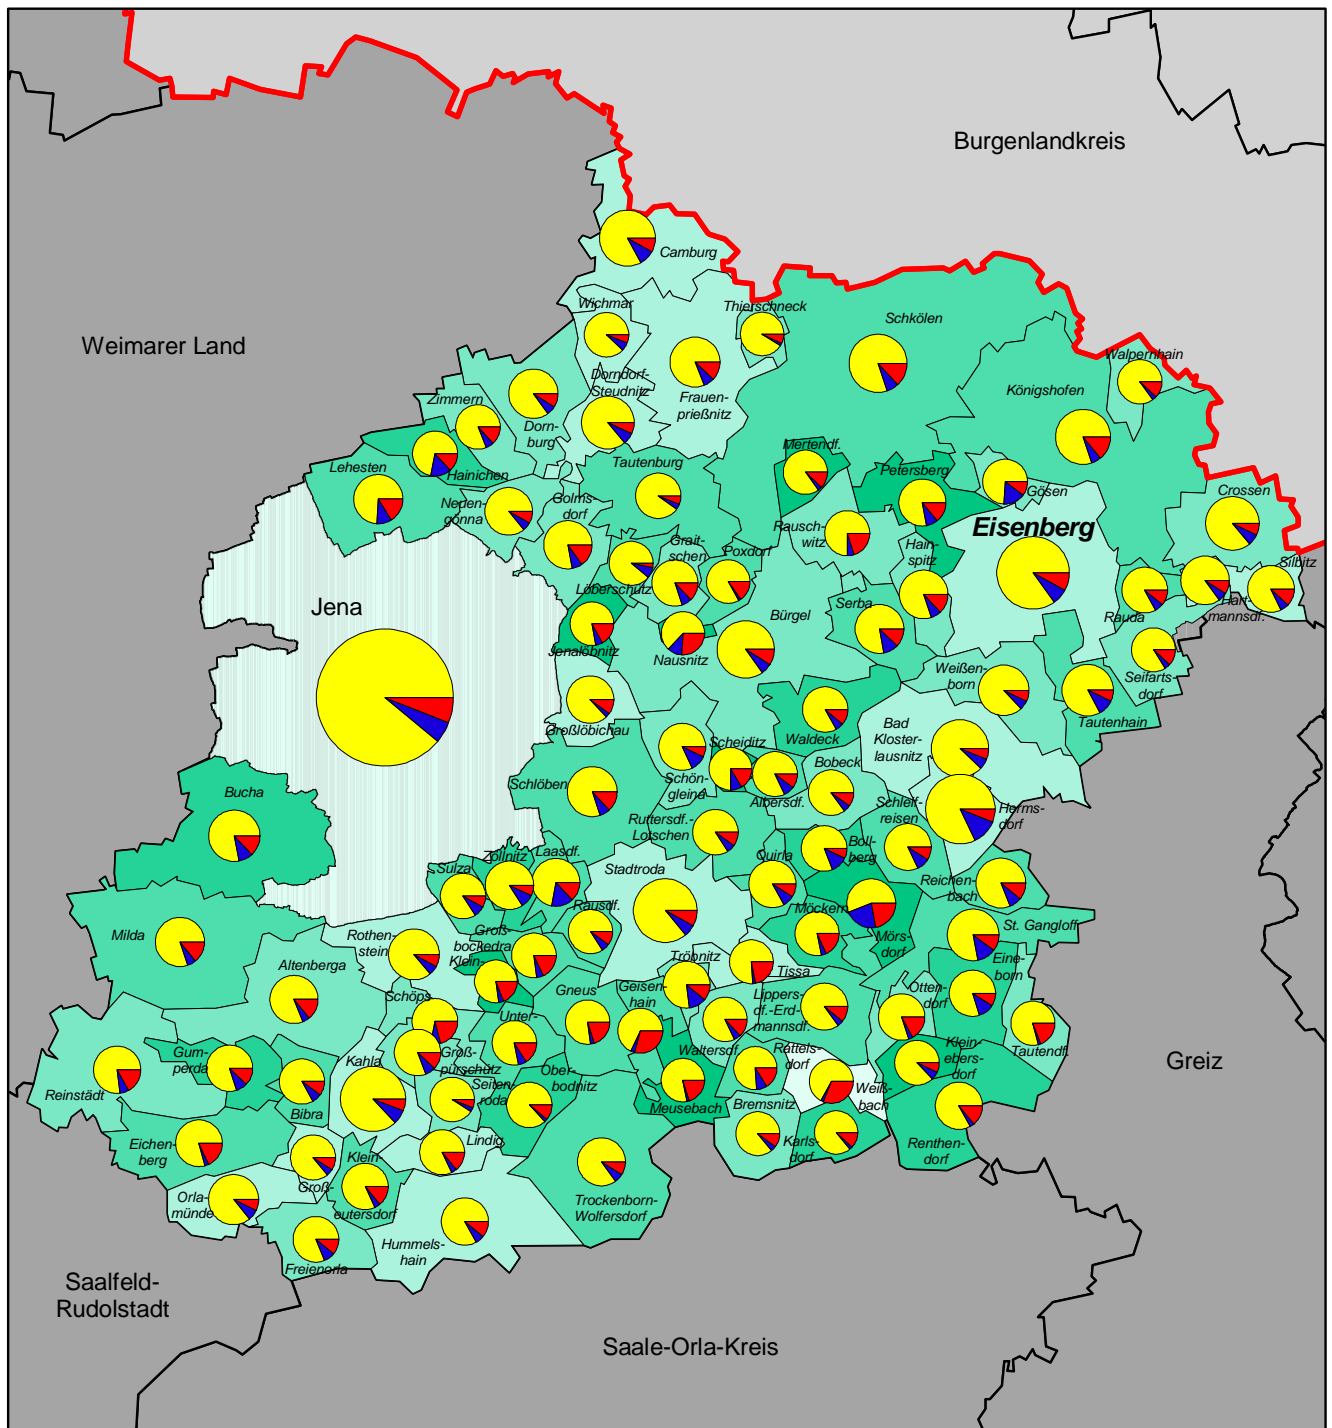 Burgenlandkreis
Camburg
Wichmar
Thierschneck
Schkölen
Weimarer Land
Walpernhain
Königshofen
Dorndorf-
Steudnitz
Frauen-
prießnitz
Zimmern
Dorn-
burg
Mertendf.
Petersberg
Gösen
Crossen
Lehesten
Hainichen
Tautenburg
Neuen-
gönna
Golms-
dorf
Rausch-
witz
Eisenberg
Hain-
spitz
Grait-
schen
Poxdorf
Löberschütz
Silbitz
Hart-
mannsdf.
Rauda
Jena
Jenalöbnitz
Nausnitz
Bürgel
Serba
Weißen-
born
Seifarts-
dorf
Tautenhain
Großlöbichau
Waldeck
Bad
Kloster-
lausnitz
Scheiditz
Schön-
gleina
Albersdf.
Bobeck
Schleif-
reisen
Herms-
dorf
Bucha
Schlöben
Ruttersdf.-
Lotschen
Quirla
Boll-
berg
Reichen-
bach
Sulza
Zöllnitz
Laasdf.
Stadtroda
Rausdf.
Möckern
Mörs-
dorf
St. Gangloff
Milda
Rothen-
stein
Groß-
bockedra
Klein-
Tröbnitz
Tissa
Eine-
born
Altenberga
Schöps
Gneus
Geisen-
hain
Lippers-
df.-Erd-
mannsdf.
Otten-
dorf
Unter-
Ober-
bodnitz
Waltersdf.
Rattels-
dorf
Klein-
ebers-
dorf
Tautendf.
Greiz
Gum-
perda
Reinstädt
Kahla
Groß-
pürschütz
Seiten-
roda
Bibra
Meusebach
Bremsnitz
Weiß-
bach
Karls-
dorf
Renthen-
dorf
Eichen-
berg
Lindig
Klein-
Groß-
eutersdorf
Orla-
münde
Trockenborn-
Wolfersdorf
Hummels-
hain
Freienorla
Saalfeld-
Rudolstadt
Saale-Orla-Kreis